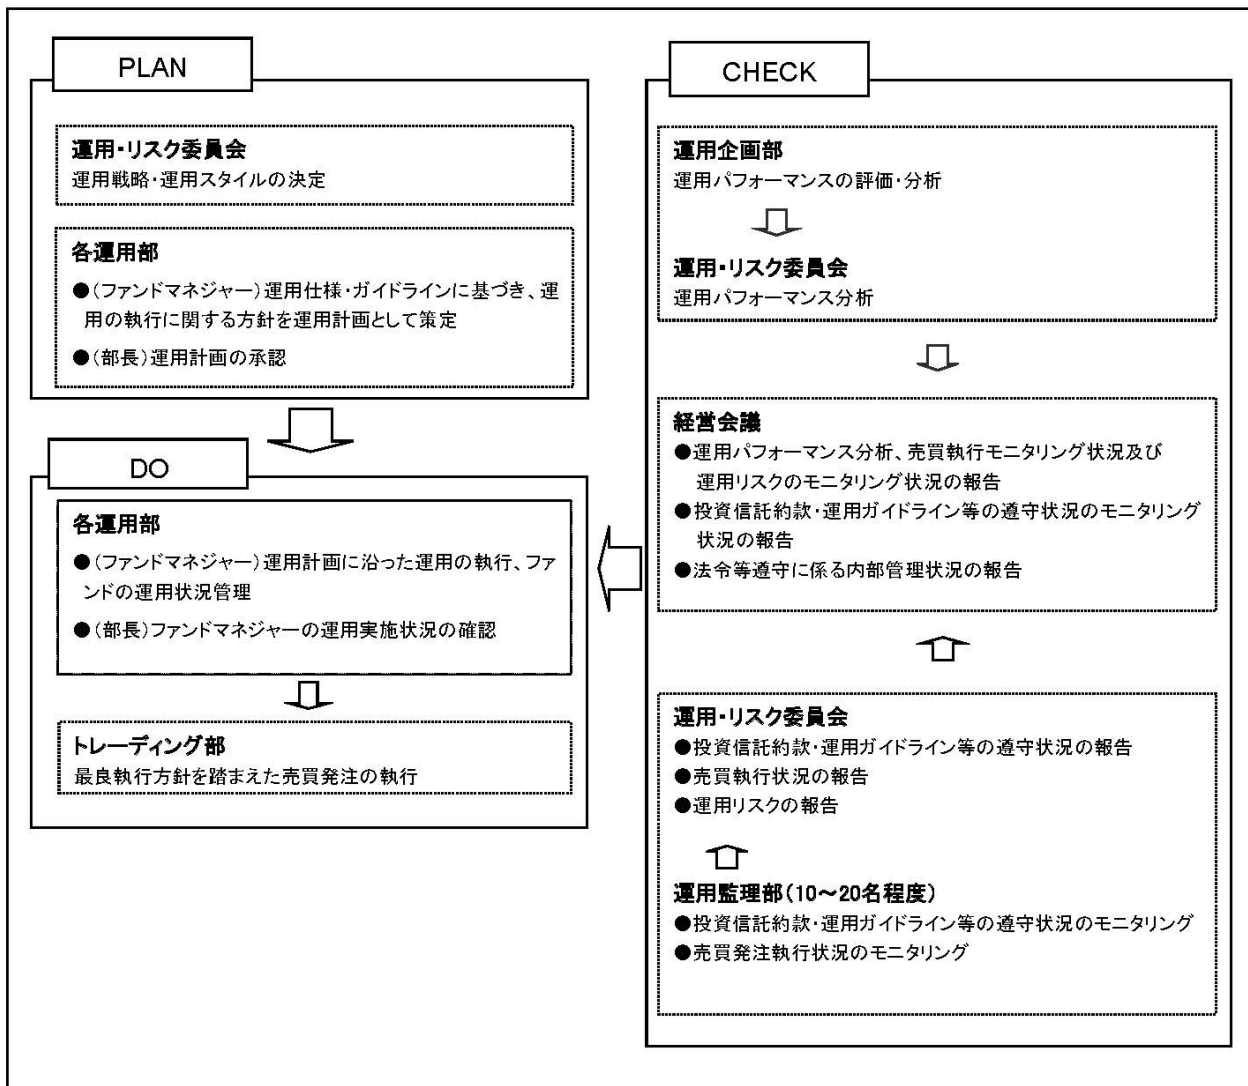 PLAN
運用・リスク委員会
運用戦略・運用スタイルの決定
各運用部
●(ファンドマネジャー)運用仕様・ガイドラインに基づき、運
用の執行に関する方針を運用計画として策定
●(部長)運用計画の承認
DO
各運用部
●(ファンドマネジャー)運用計画に沿った運用の執行、ファ
ンドの運用状況管理
●(部長)ファンドマネジャーの運用実施状況の確認
トレーディング部
最良執行方針を踏まえた売買発注の執行
CHECK
運用企画部
運用パフォーマンスの評価・分析
運用・リスク委員会
運用パフォーマンス分析
経営会議
●運用パフォーマンス分析、売買執行モニタリング状況及び
運用リスクのモニタリング状況の報告
●投資信託約款・運用ガイドライン等の遵守状況のモニタリング
状況の報告
●法令等遵守に係る内部管理状況の報告
運用・リスク委員会
●投資信託約款・運用ガイドライン等の遵守状況の報告
●売買執行状況の報告
●運用リスクの報告
運用監理部(10～20名程度)
●投資信託約款・運用ガイドライン等の遵守状況のモニタリング
●売買発注執行状況のモニタリング